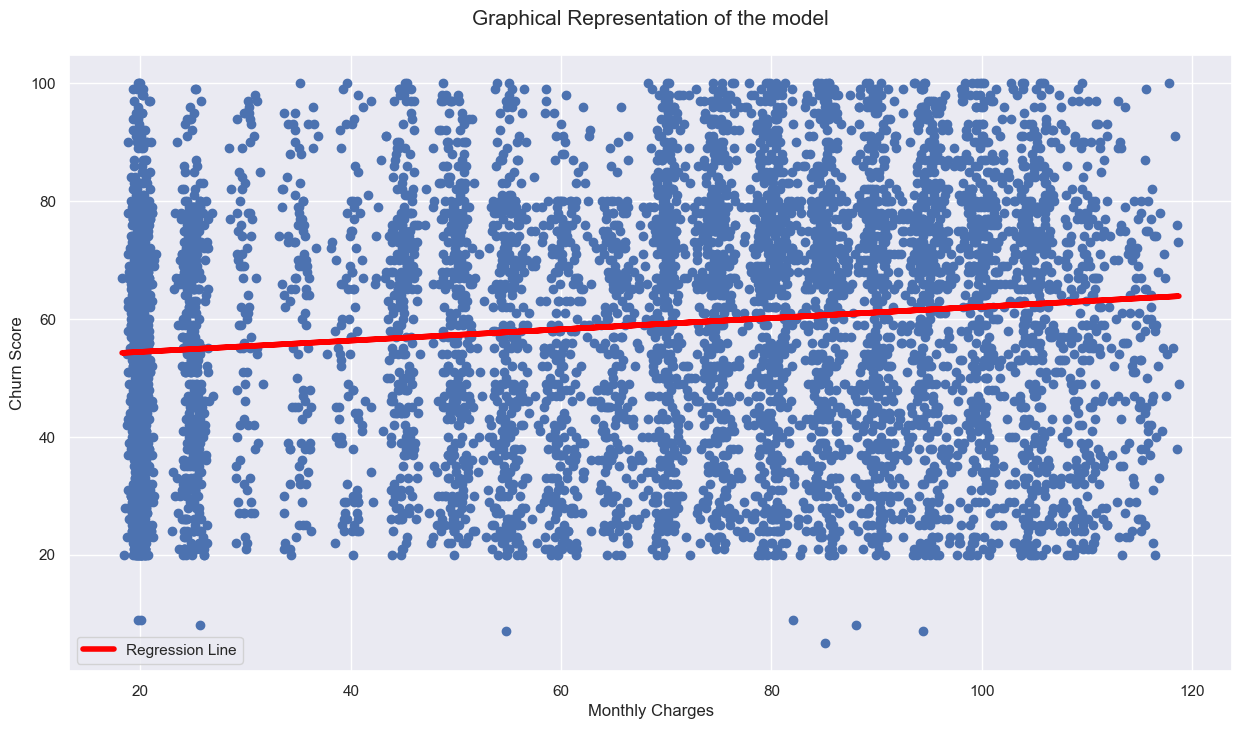 Graphical Representation of the model
100
80
60
40
20
Churn Score
Regression Line
20 40 60 80 100 120
Monthly Charges